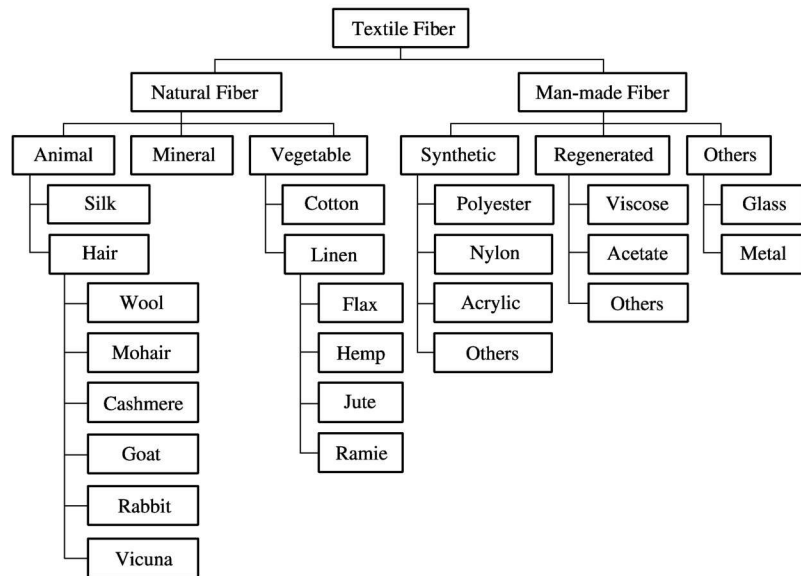 Textile Fiber
Natural Fiber
Man-made Fiber
Animal
Mineral
Vegetable
Synthetic
Regenerated
Others
Silk
Hair
Wool
Mohair
Cashmere
Goat
Rabbit
Vicuna
Cotton
Linen
Flax
Hemp
Jute
Ramie
Polyester
Nylon
Acrylic
Others
Viscose
Acetate
Others
Glass
Metal